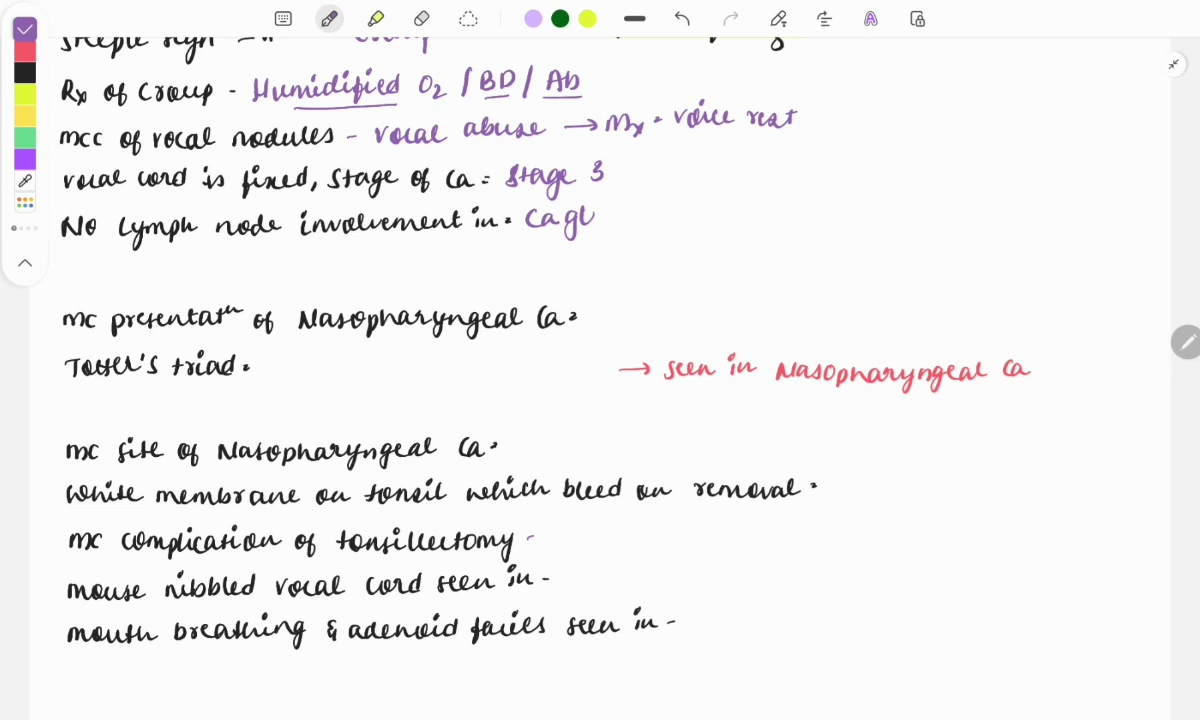 Steeple sign
Rx of Croup - Humidified O2 / BD / Ab
mcc of vocal nodules - vocal abuse → Mx = voice rest
vocal cord is fixed, stage of Ca = stage 3
No lymph node involvement in = Ca gl
mc presentatn of Nasopharyngeal Ca =
Trotter's triad = → seen in Nasopharyngeal Ca
mc site of Nasopharyngeal Ca =
White membrane on tonsil which bleed on removal =
mc complication of tonsillectomy -
mouse nibbled vocal cord seen in -
mouth breathing & adenoid facies seen in -